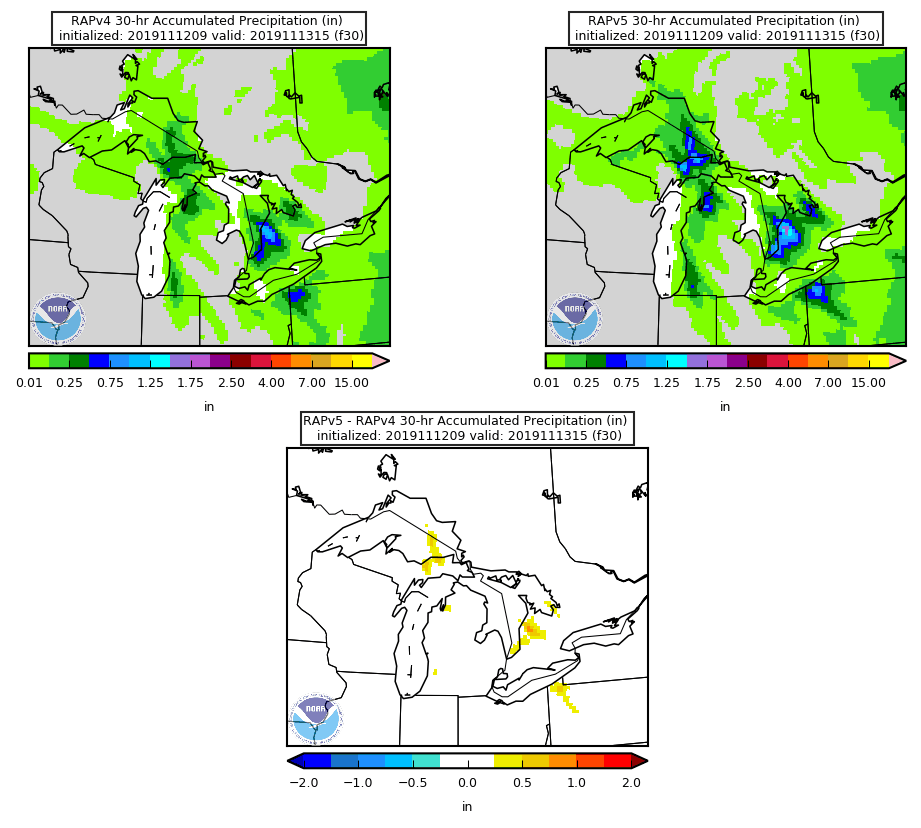 RAPv4 30-hr Accumulated Precipitation (in)
initialized: 2019111209 valid: 2019111315 (f30)
RAPv5 30-hr Accumulated Precipitation (in)
initialized: 2019111209 valid: 2019111315 (f30)
NOAA
NOAA
0.01 0.25 0.75 1.25 1.75 2.50 4.00 7.00 15.00
in
0.01 0.25 0.75 1.25 1.75 2.50 4.00 7.00 15.00
in
RAPv5 - RAPv4 30-hr Accumulated Precipitation (in)
initialized: 2019111209 valid: 2019111315 (f30)
NOAA
−2.0 −1.0 −0.5 0.0 0.5 1.0 2.0
in